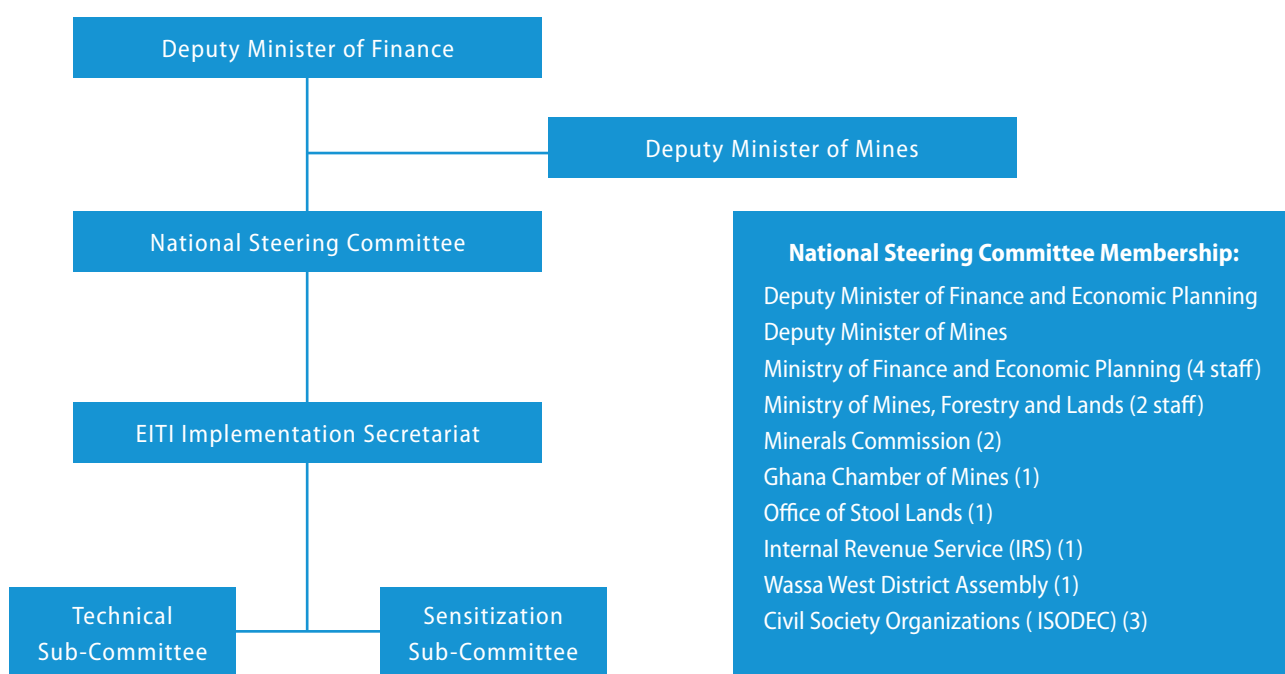 Deputy Minister of Finance
Deputy Minister of Mines
National Steering Committee
EITI Implementation Secretariat
Technical
Sub-Committee
Sensitization
Sub-Committee
National Steering Committee Membership:
Deputy Minister of Finance and Economic Planning
Deputy Minister of Mines
Ministry of Finance and Economic Planning (4 staff)
Ministry of Mines, Forestry and Lands (2 staff)
Minerals Commission (2)
Ghana Chamber of Mines (1)
Office of Stool Lands (1)
Internal Revenue Service (IRS) (1)
Wassa West District Assembly (1)
Civil Society Organizations ( ISODEC) (3)